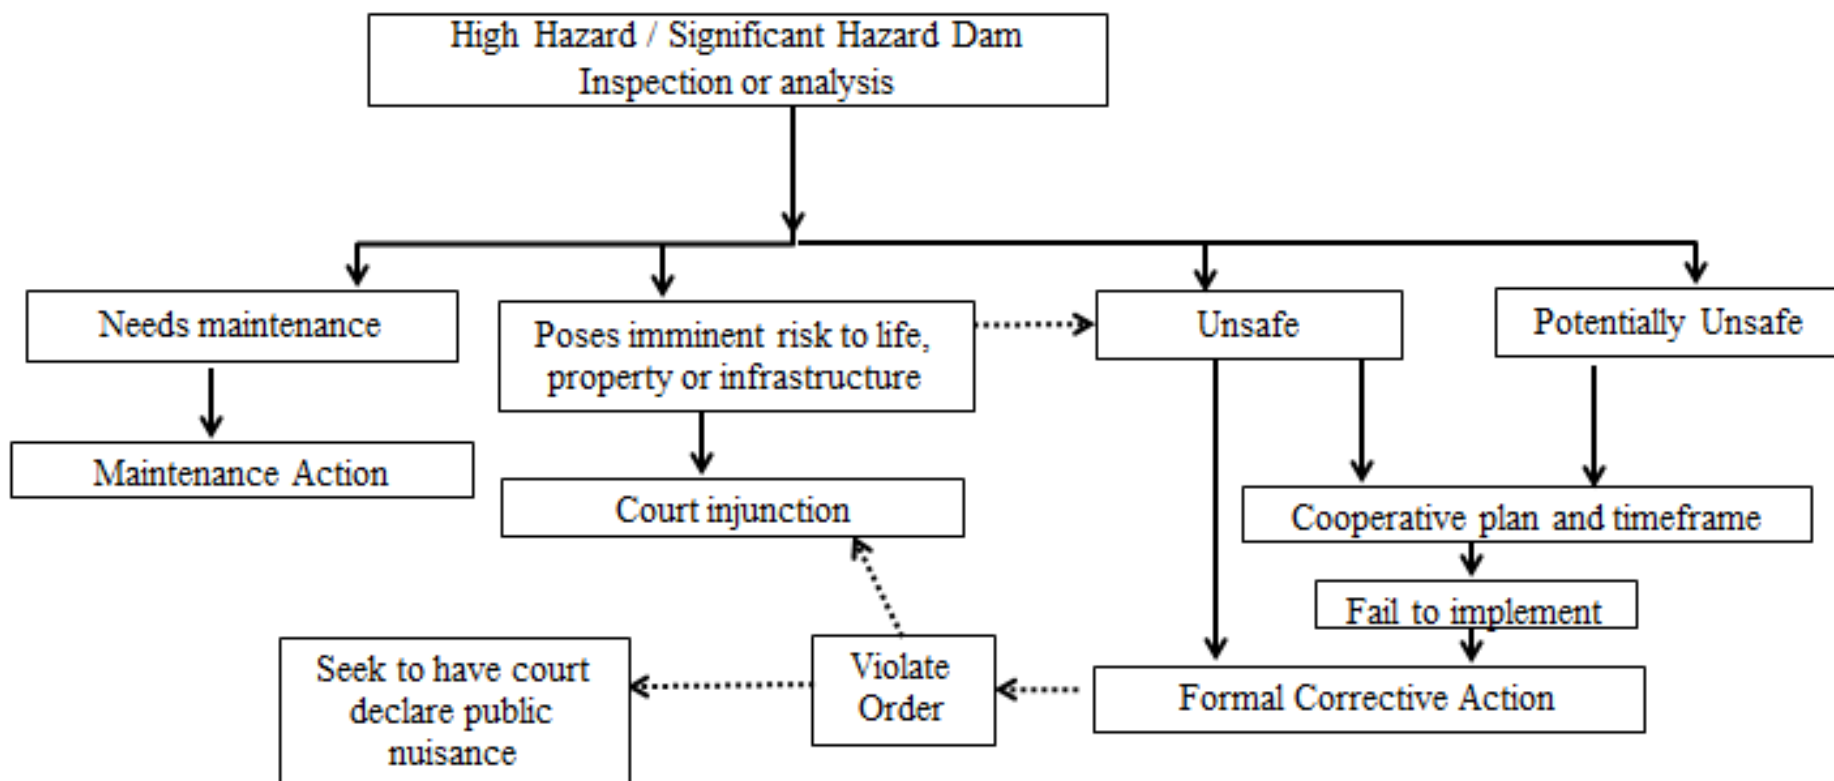 High Hazard / Significant Hazard Dam
Inspection or analysis
Needs maintenance
Poses imminent risk to life,
property or infrastructure
Unsafe
Potentially Unsafe
Maintenance Action
Court injunction
Cooperative plan and timeframe
Fail to implement
Seek to have court
declare public
nuisance
Violate
Order
Formal Corrective Action